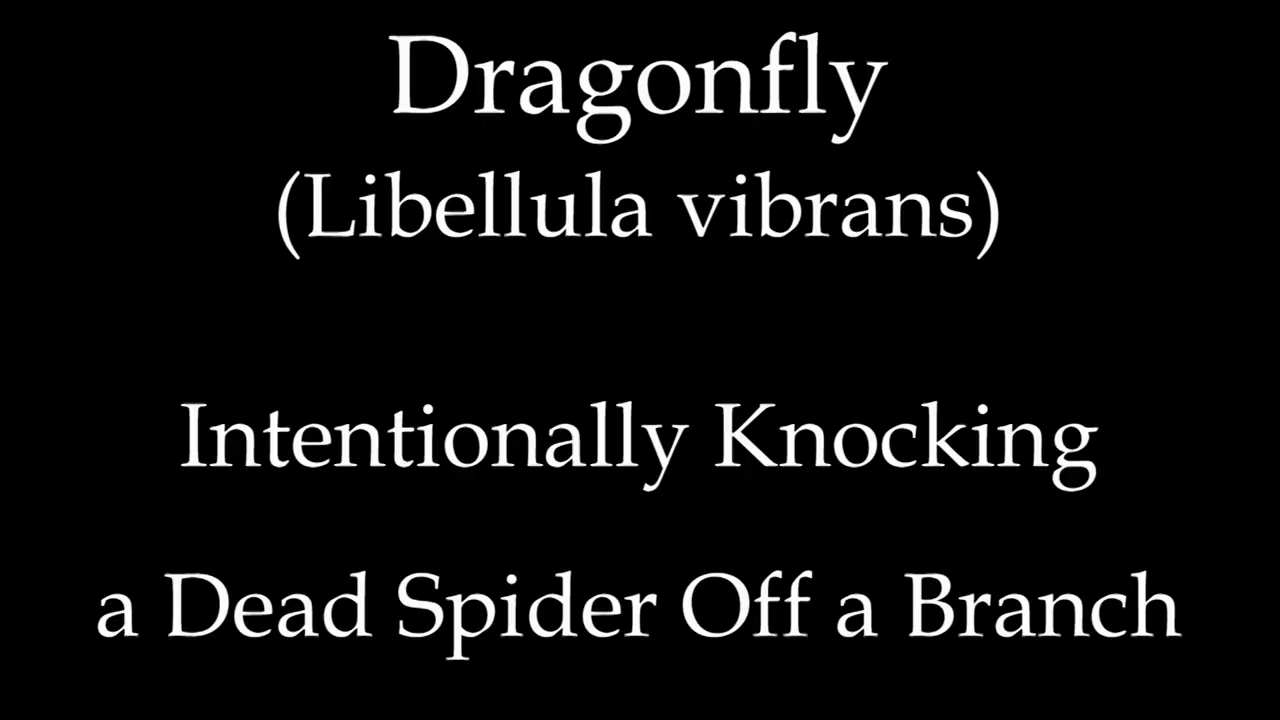 Dragonfly
(Libellula vibrans)
Intentionally Knocking
a Dead Spider Off a Branch